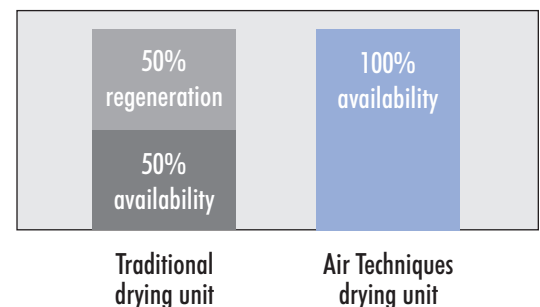 50%
regeneration
50%
availability
100%
availability
Traditional
drying unit
Air Techniques
drying unit